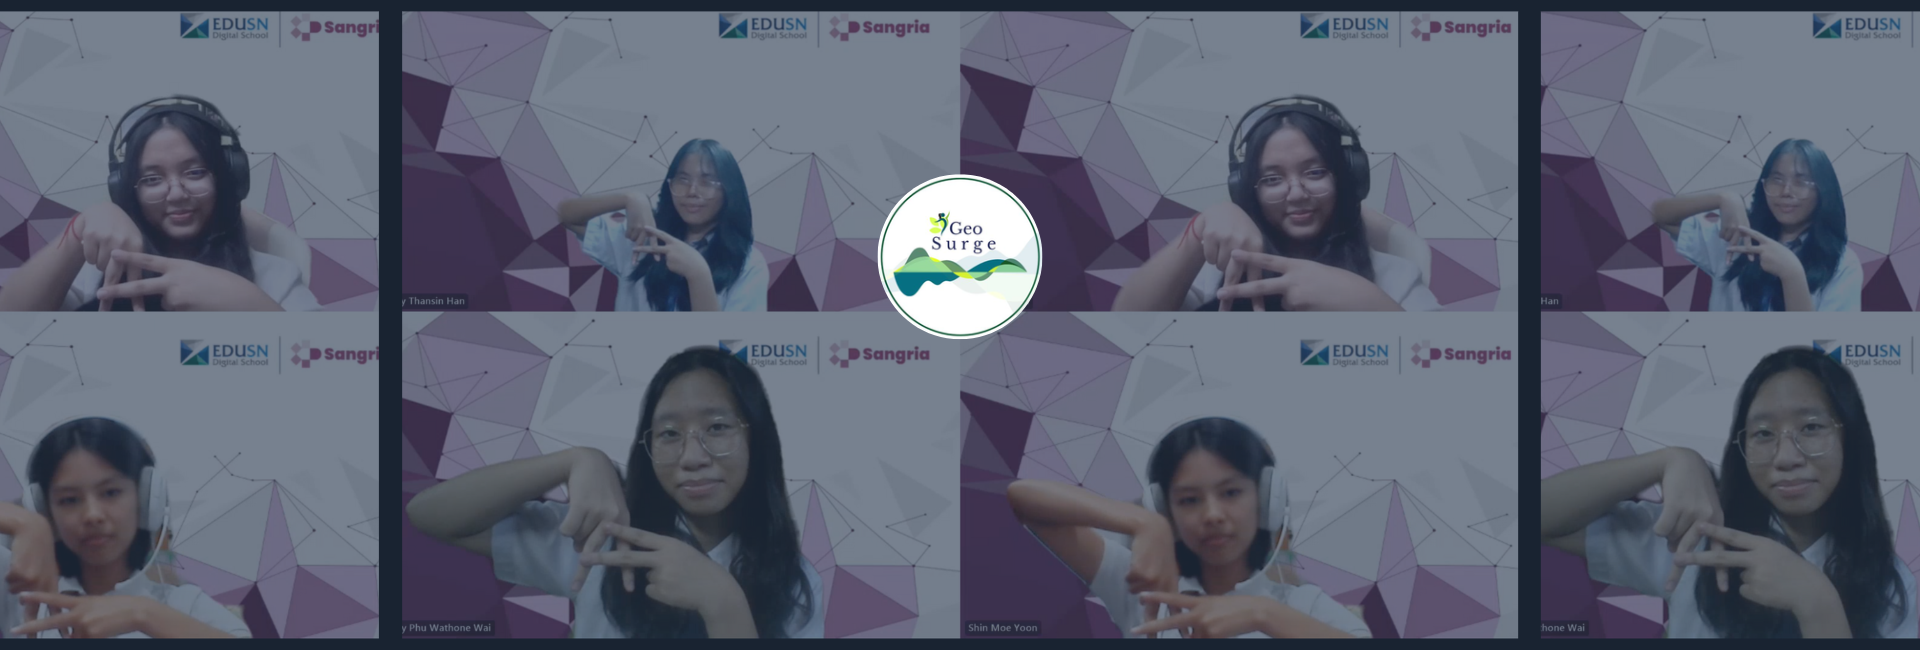 EDUSN
Digital School
Sangri
EDUSN
Digital School
Sangria
EDUSN
Digital School
Sangria
EDUSN
Digital School
Geo
Surge
y Thansin Han
Han
EDUSN
Digital School
Sangri
EDUSN
Digital School
Sangria
EDUSN
Digital School
Sangria
EDUSN
Digital School
y Phu Wathone Wai
Shin Moe Yoon
hone Wai